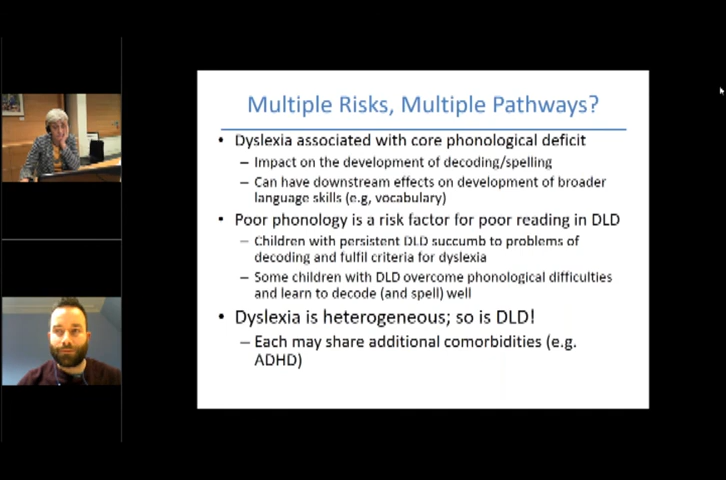 Multiple Risks, Multiple Pathways?
• Dyslexia associated with core phonological deficit
– Impact on the development of decoding/spelling
– Can have downstream effects on development of broader
language skills (e.g, vocabulary)
• Poor phonology is a risk factor for poor reading in DLD
– Children with persistent DLD succumb to problems of
decoding and fulfil criteria for dyslexia
– Some children with DLD overcome phonological difficulties
and learn to decode (and spell) well
• Dyslexia is heterogeneous; so is DLD!
– Each may share additional comorbidities (e.g.
ADHD)